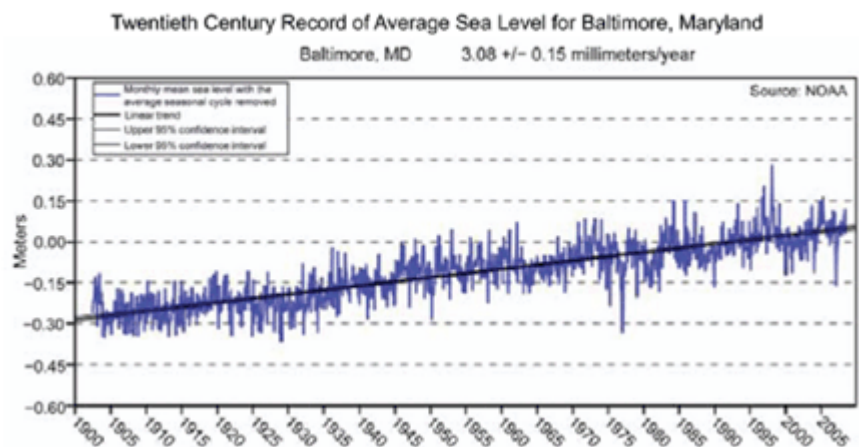 Twentieth Century Record of Average Sea Level for Baltimore, Maryland
Baltimore, MD 3.08 +/− 0.15 millimeters/year
Monthly mean sea level with the
average seasonal cycle removed
Linear trend
Upper 95% confidence interval
Lower 95% confidence interval
Source: NOAA
Meters
0.60
0.45
0.30
0.15
0.00
−0.15
−0.30
−0.45
−0.60
1900 1905 1910 1915 1920 1925 1930 1935 1940 1945 1950 1955 1960 1965 1970 1975 1980 1985 1990 1995 2000 2005